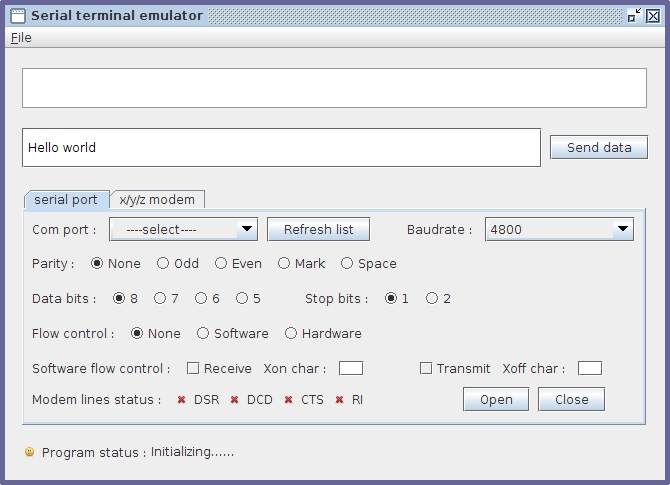 Serial terminal emulator
File
Hello world
Send data
serial port
x/y/z modem
Com port :
----select----
Refresh list
Baudrate :
4800
Parity :
None
Odd
Even
Mark
Space
Data bits :
8
7
6
5
Stop bits :
1
2
Flow control :
None
Software
Hardware
Software flow control :
Receive
Xon char :
Transmit
Xoff char :
Modem lines status :
DSR
DCD
CTS
RI
Open
Close
Program status : Initializing......